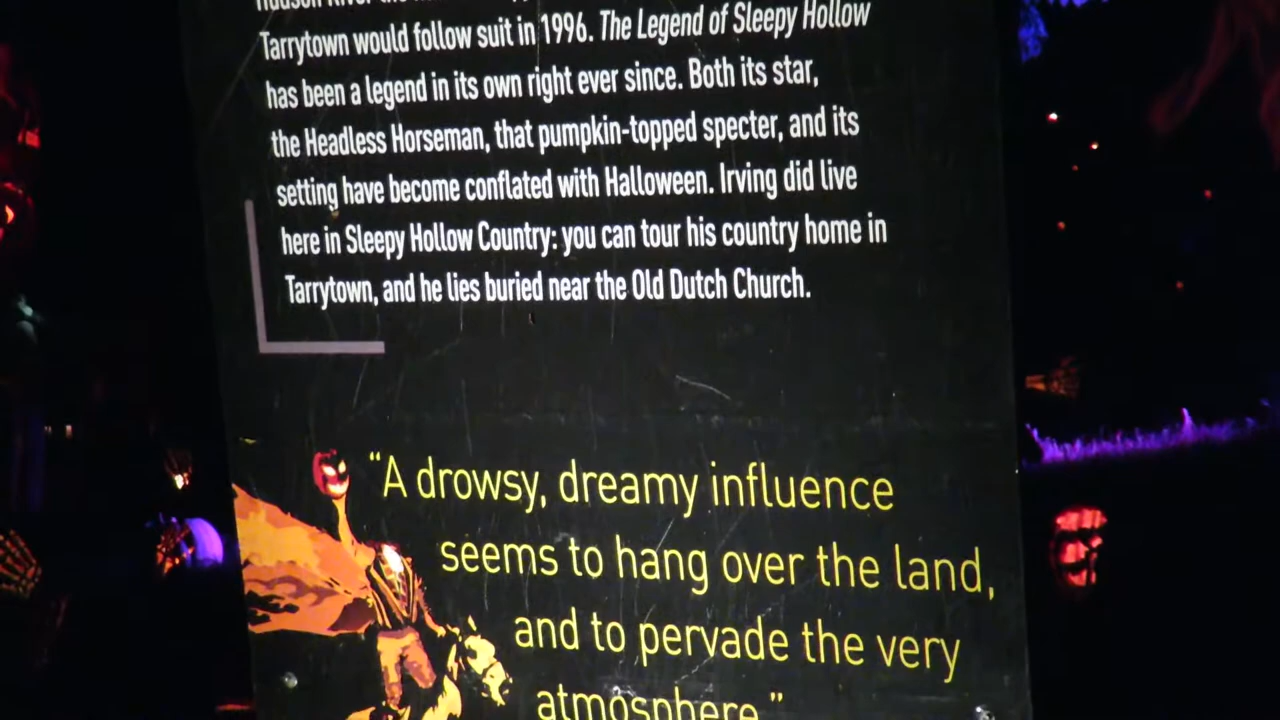 Hudson River the
Tarrytown would follow suit in 1996. The Legend of Sleepy Hollow
has been a legend in its own right ever since. Both its star,
the Headless Horseman, that pumpkin-topped specter, and its
setting have become conflated with Halloween. Irving did live
here in Sleepy Hollow Country: you can tour his country home in
Tarrytown, and he lies buried near the Old Dutch Church.
“A drowsy, dreamy influence
seems to hang over the land,
and to pervade the very
atmosphere.”